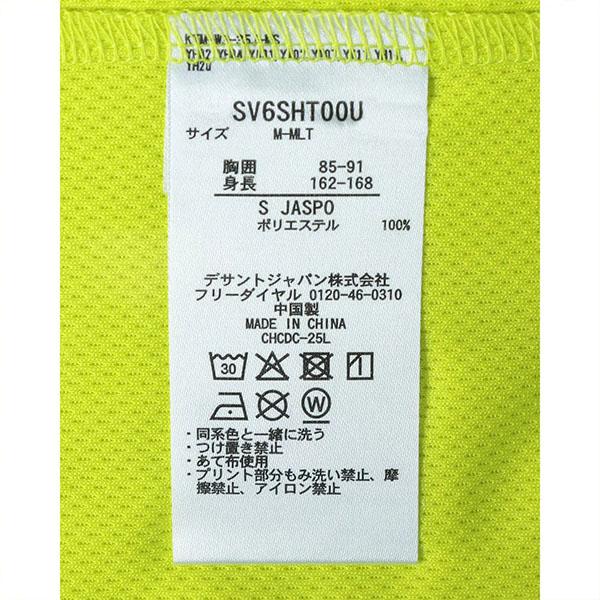 SV6SHT00U
サイズ M-MLT
胸囲 85-91
身長 162-168
S JASPO
ポリエステル 100%
デサントジャパン株式会社
フリーダイヤル 0120-46-0310
中国製
MADE IN CHINA
CHCDC-25L
30
W
・同系色と一緒に洗う
・つけ置き禁止
・あて布使用
・プリント部分もみ洗い禁止、摩
擦禁止、アイロン禁止